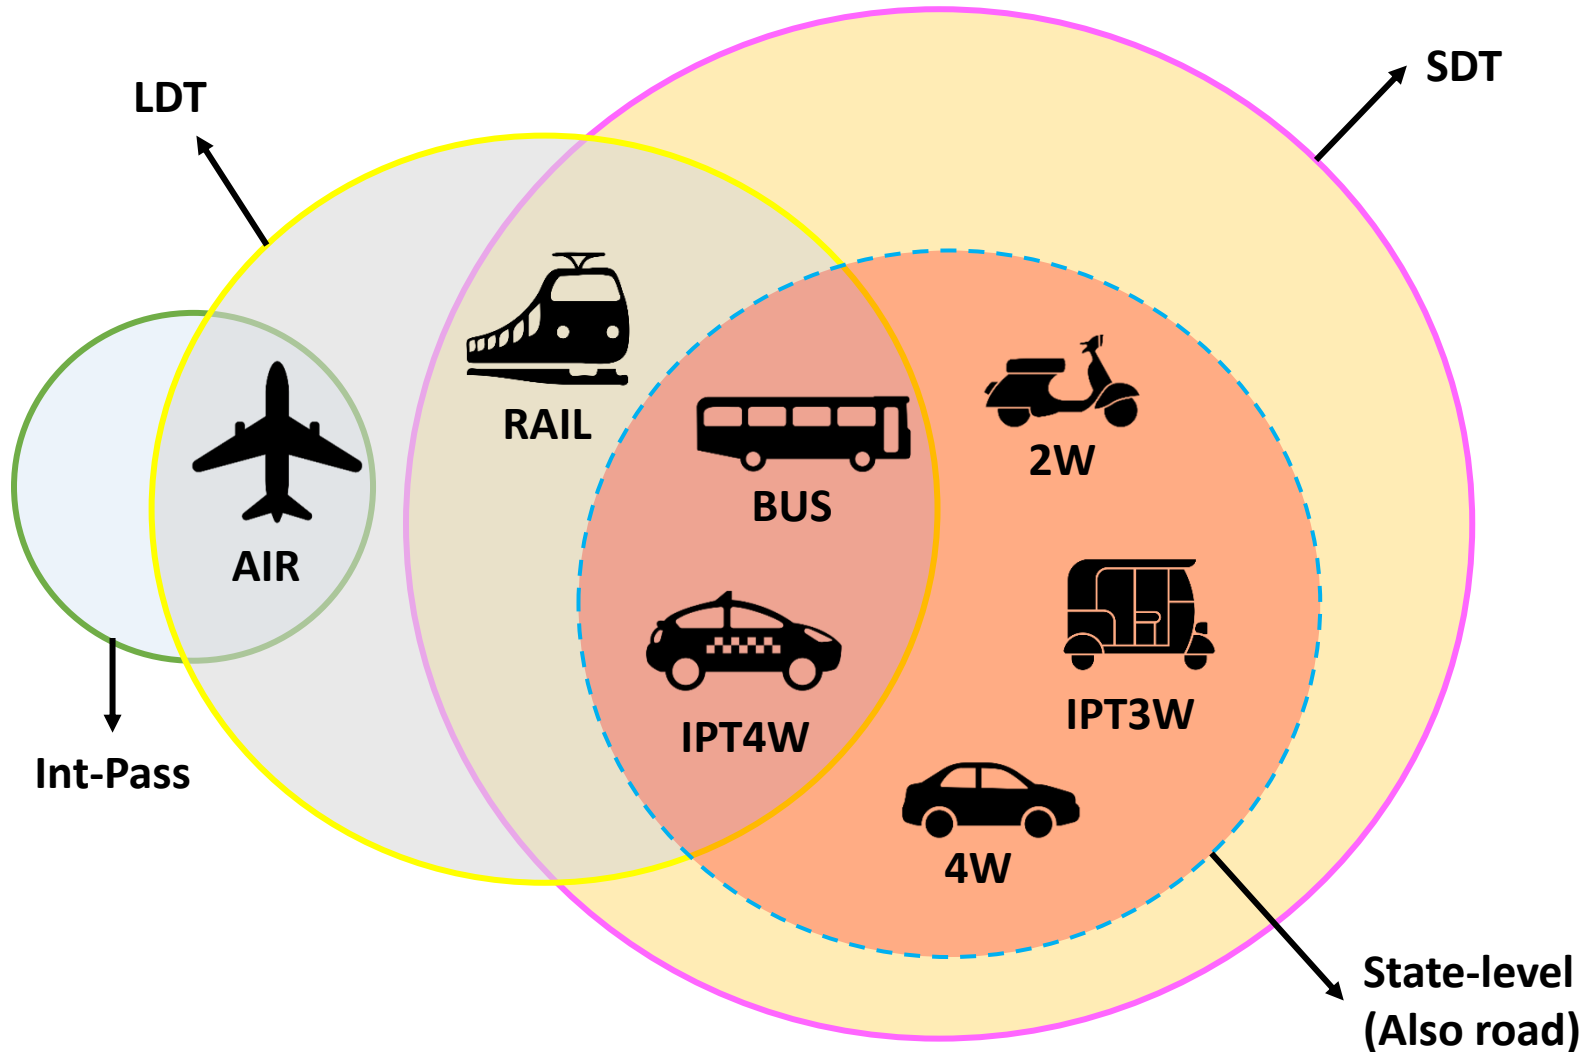 SDT
LDT
RAIL
2W
BUS
AIR
IPT3W
IPT4W
Int-Pass
4W
State-level
(Also road)